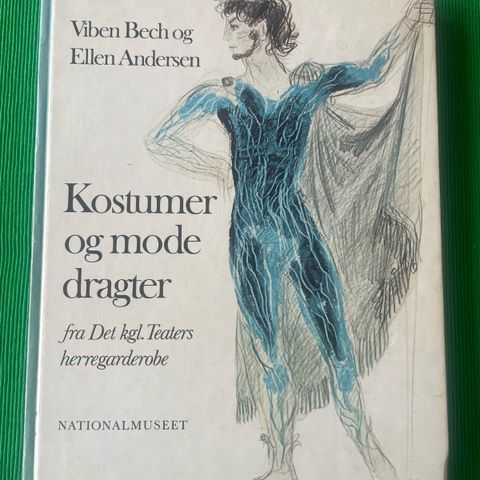 Viben Bech og
Ellen Andersen
Kostumer
og mode
dragter
fra Det kgl. Teaters
herregarderobe
NATIONALMUSEET